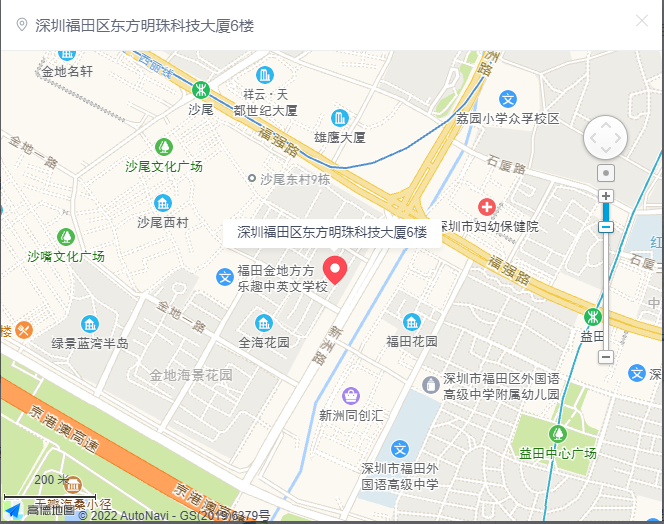 深圳福田区东方明珠科技大厦6楼
西丽线
洲路
金地名轩
沙尾
祥云·天
都世纪大厦
福强路
雄鹰大厦
荔园小学众孚校区
金地一路
沙尾文化广场
沙尾东村9栋
石厦路
沙尾西村
深圳市妇幼保健院
深圳福田区东方明珠科技大厦6楼
沙嘴文化广场
福强路
红
福田金地方方
乐趣中英文学校
金地一路
中
楼
绿景蓝湾半岛
全海花园
新洲路
福田花园
益田
金地海景花园
深圳市福田区外国语
高级中学附属幼儿园
深
新洲同创汇
京港澳高速
益田中心广场
深圳市福田外
国语高级中学
200 米
京港澳高速
高德地图
© 2022 AutoNavi - GS(2019)6379号